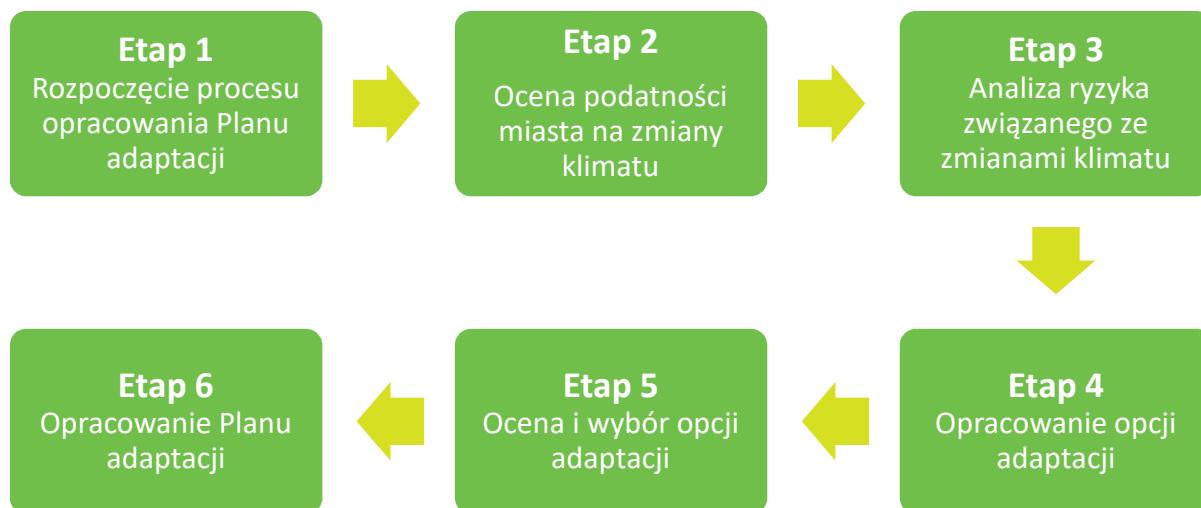 Etap 1
Rozpoczęcie procesu
opracowania Planu
adaptacji
Etap 2
Ocena podatności
miasta na zmiany
klimatu
Etap 3
Analiza ryzyka
związanego ze
zmianami klimatu
Etap 4
Opracowanie opcji
adaptacji
Etap 5
Ocena i wybór opcji
adaptacji
Etap 6
Opracowanie Planu
adaptacji